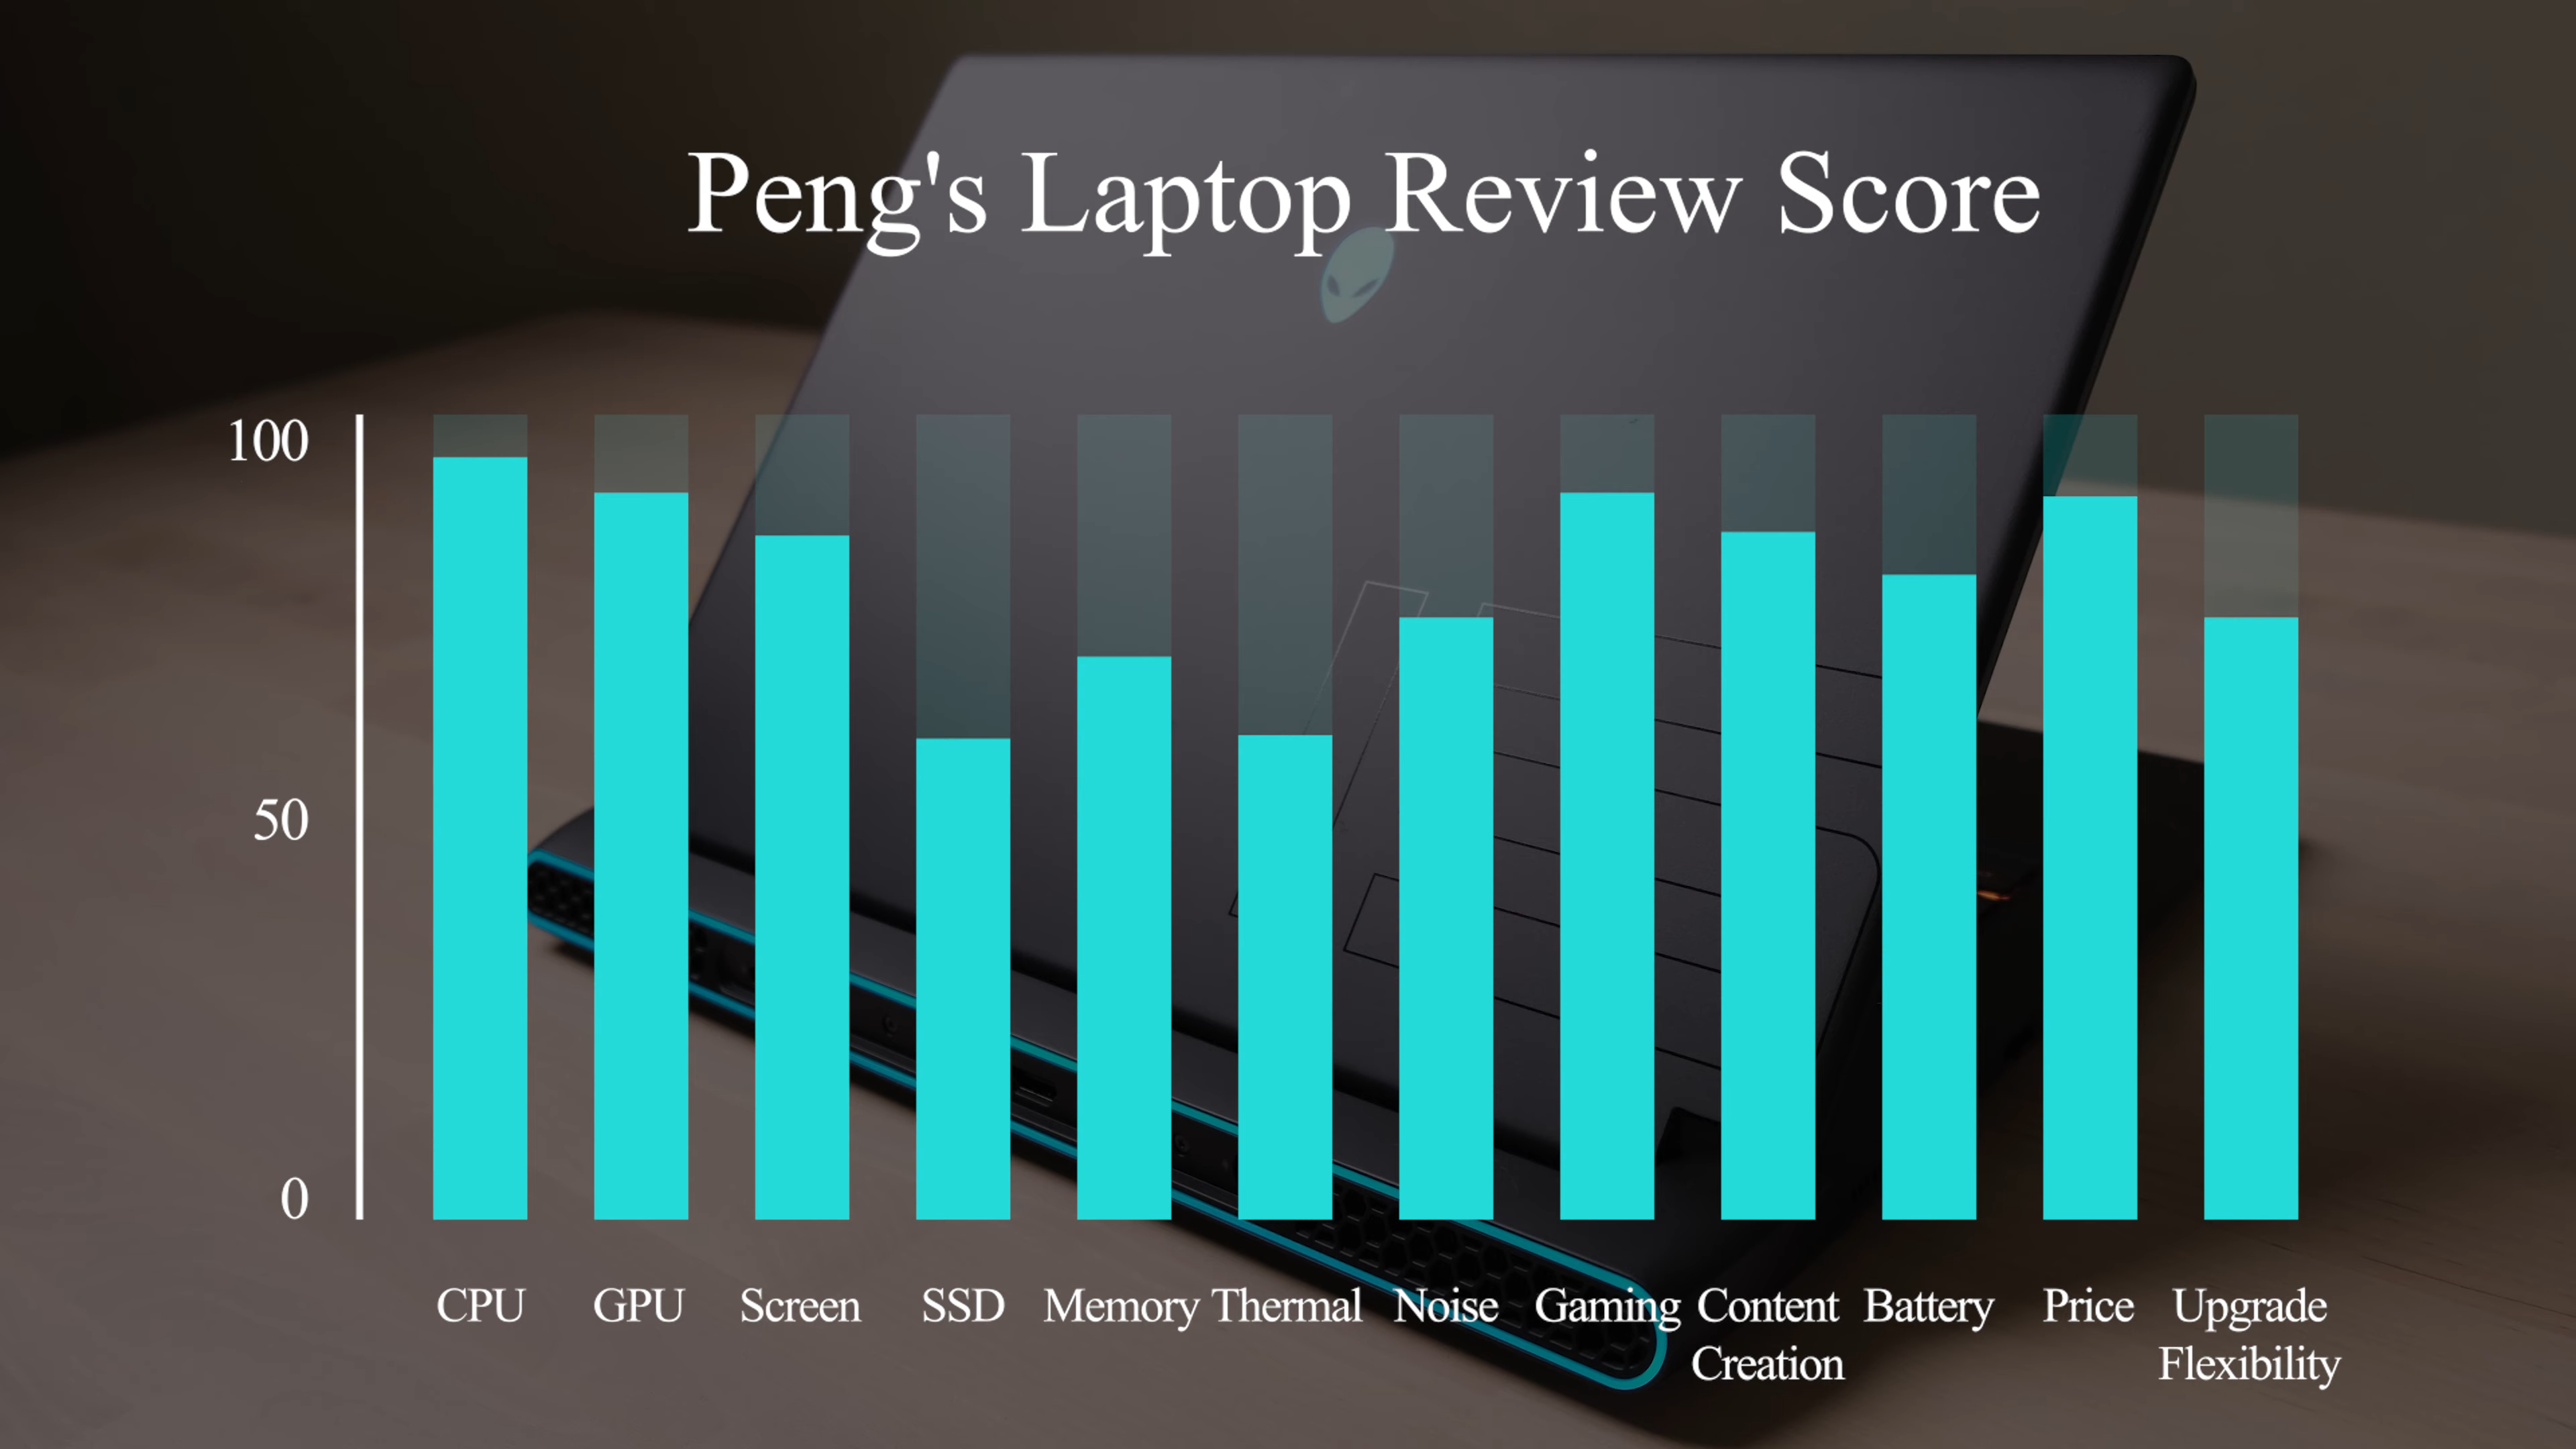 Peng's Laptop Review Score
100
50
0
CPU
GPU
Screen
SSD
Memory
Thermal
Noise
Gaming
Content
Creation
Battery
Price
Upgrade
Flexibility